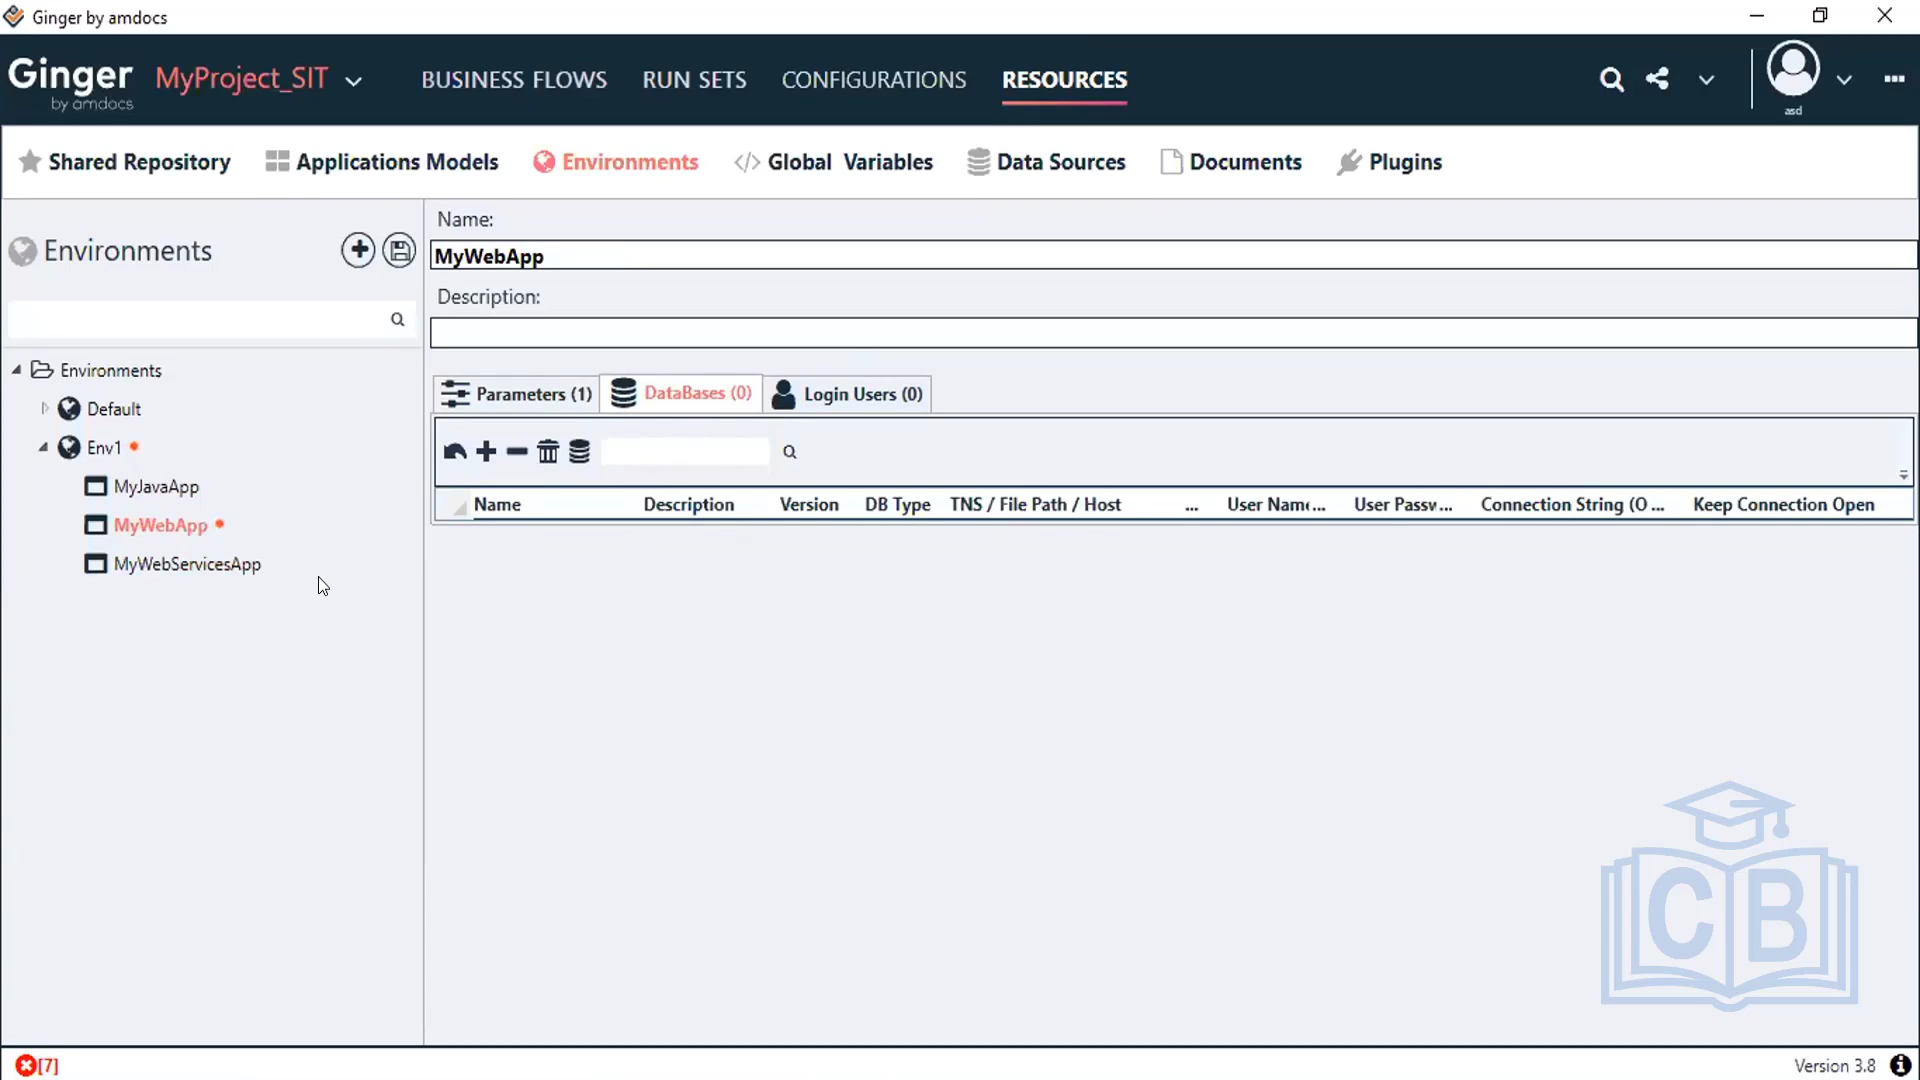 Ginger by amdocs
Ginger by amdocs MyProject_SIT BUSINESS FLOWS RUN SETS CONFIGURATIONS RESOURCES asd
Shared Repository Applications Models Environments </> Global Variables Data Sources Documents Plugins
Environments
Environments
Default
Env1
MyJavaApp
MyWebApp
MyWebServicesApp
Name:
MyWebApp
Description:
Parameters (1) DataBases (0) Login Users (0)
Name Description Version DB Type TNS / File Path / Host ... User Name... User Passw... Connection String (O ... Keep Connection Open
CB
[7]
Version 3.8